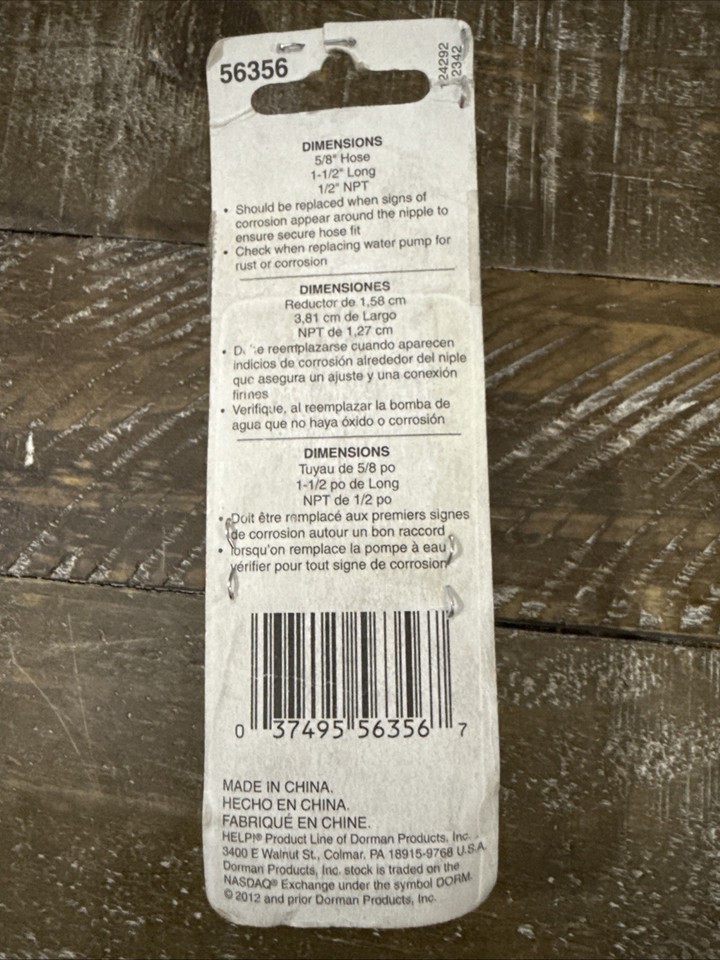 56356
24292
2342
DIMENSIONS
5/8" Hose
1-1/2" Long
1/2" NPT
• Should be replaced when signs of
corrosion appear around the nipple to
ensure secure hose fit
• Check when replacing water pump for
rust or corrosion
DIMENSIONES
Reductor de 1,58 cm
3,81 cm de Largo
NPT de 1,27 cm
• reemplazarse cuando aparecen
indicios de corrosión alrededor del niple
que asegura un ajuste y una conexión
firmes
• Verifique, al reemplazar la bomba de
agua que no haya óxido o corrosión
DIMENSIONS
Tuyau de 5/8 po
1-1/2 po de Long
NPT de 1/2 po
• Doit être remplacé aux premiers signes
de corrosion autour un bon raccord
• lorsqu'on remplace la pompe à eau
vérifier pour tout signe de corrosion
0 37495 56356 7
MADE IN CHINA.
HECHO EN CHINA.
FABRIQUÉ EN CHINE.
HELP!® Product Line of Dorman Products, Inc.
3400 E Walnut St., Colmar, PA 18915-9768 U.S.A.
Dorman Products, Inc. stock is traded on the
NASDAQ® Exchange under the symbol DORM.
© 2012 and prior Dorman Products, Inc.